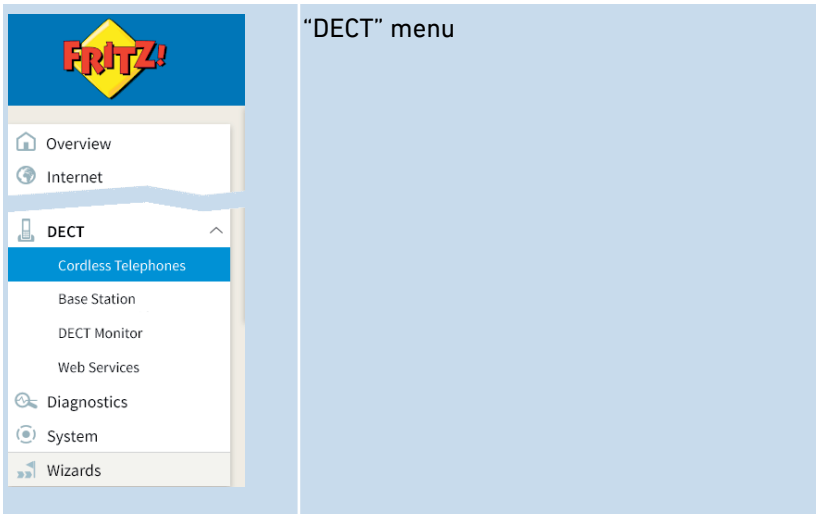 FRITZ!
Overview
Internet
DECT
Cordless Telephones
Base Station
DECT Monitor
Web Services
Diagnostics
System
Wizards
“DECT” menu